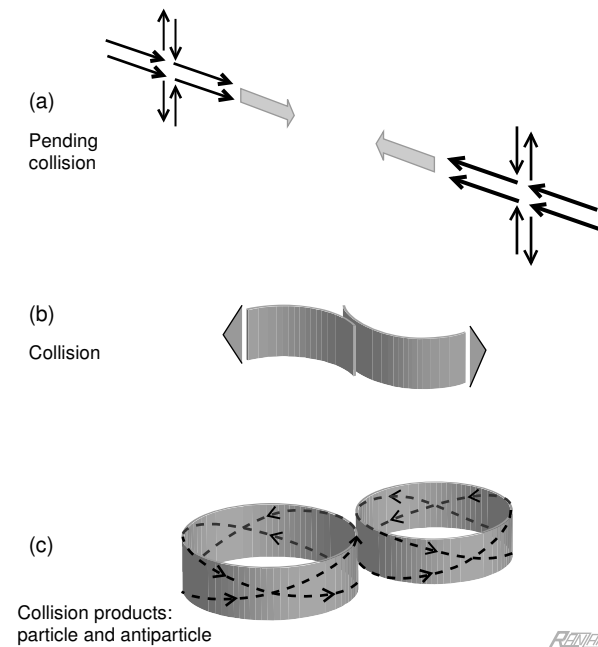 (a)
Pending
collision
(b)
Collision
(c)
Collision products:
particle and antiparticle